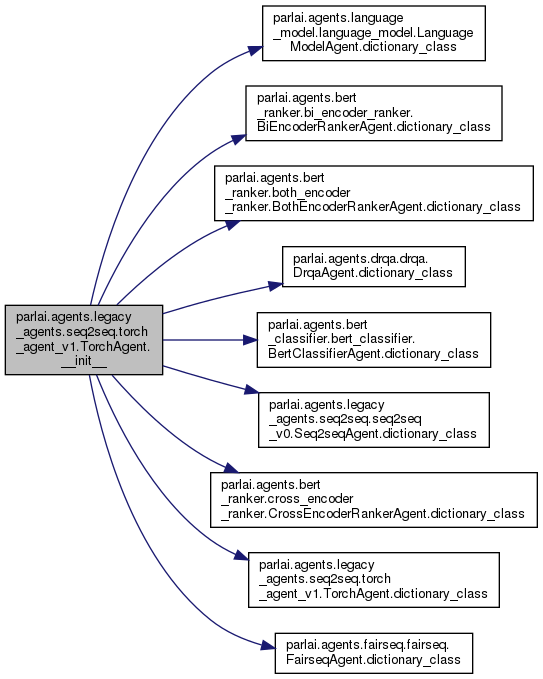 parlai.agents.language
_model.language_model.Language
ModelAgent.dictionary_class
parlai.agents.bert
_ranker.bi_encoder_ranker.
BiEncoderRankerAgent.dictionary_class
parlai.agents.bert
_ranker.both_encoder
_ranker.BothEncoderRankerAgent.dictionary_class
parlai.agents.drqa.drqa.
DrqaAgent.dictionary_class
parlai.agents.legacy
_agents.seq2seq.torch
_agent_v1.TorchAgent.
__init__
parlai.agents.bert
_classifier.bert_classifier.
BertClassifierAgent.dictionary_class
parlai.agents.legacy
_agents.seq2seq.seq2seq
_v0.Seq2seqAgent.dictionary_class
parlai.agents.bert
_ranker.cross_encoder
_ranker.CrossEncoderRankerAgent.dictionary_class
parlai.agents.legacy
_agents.seq2seq.torch
_agent_v1.TorchAgent.dictionary_class
parlai.agents.fairseq.fairseq.
FairseqAgent.dictionary_class